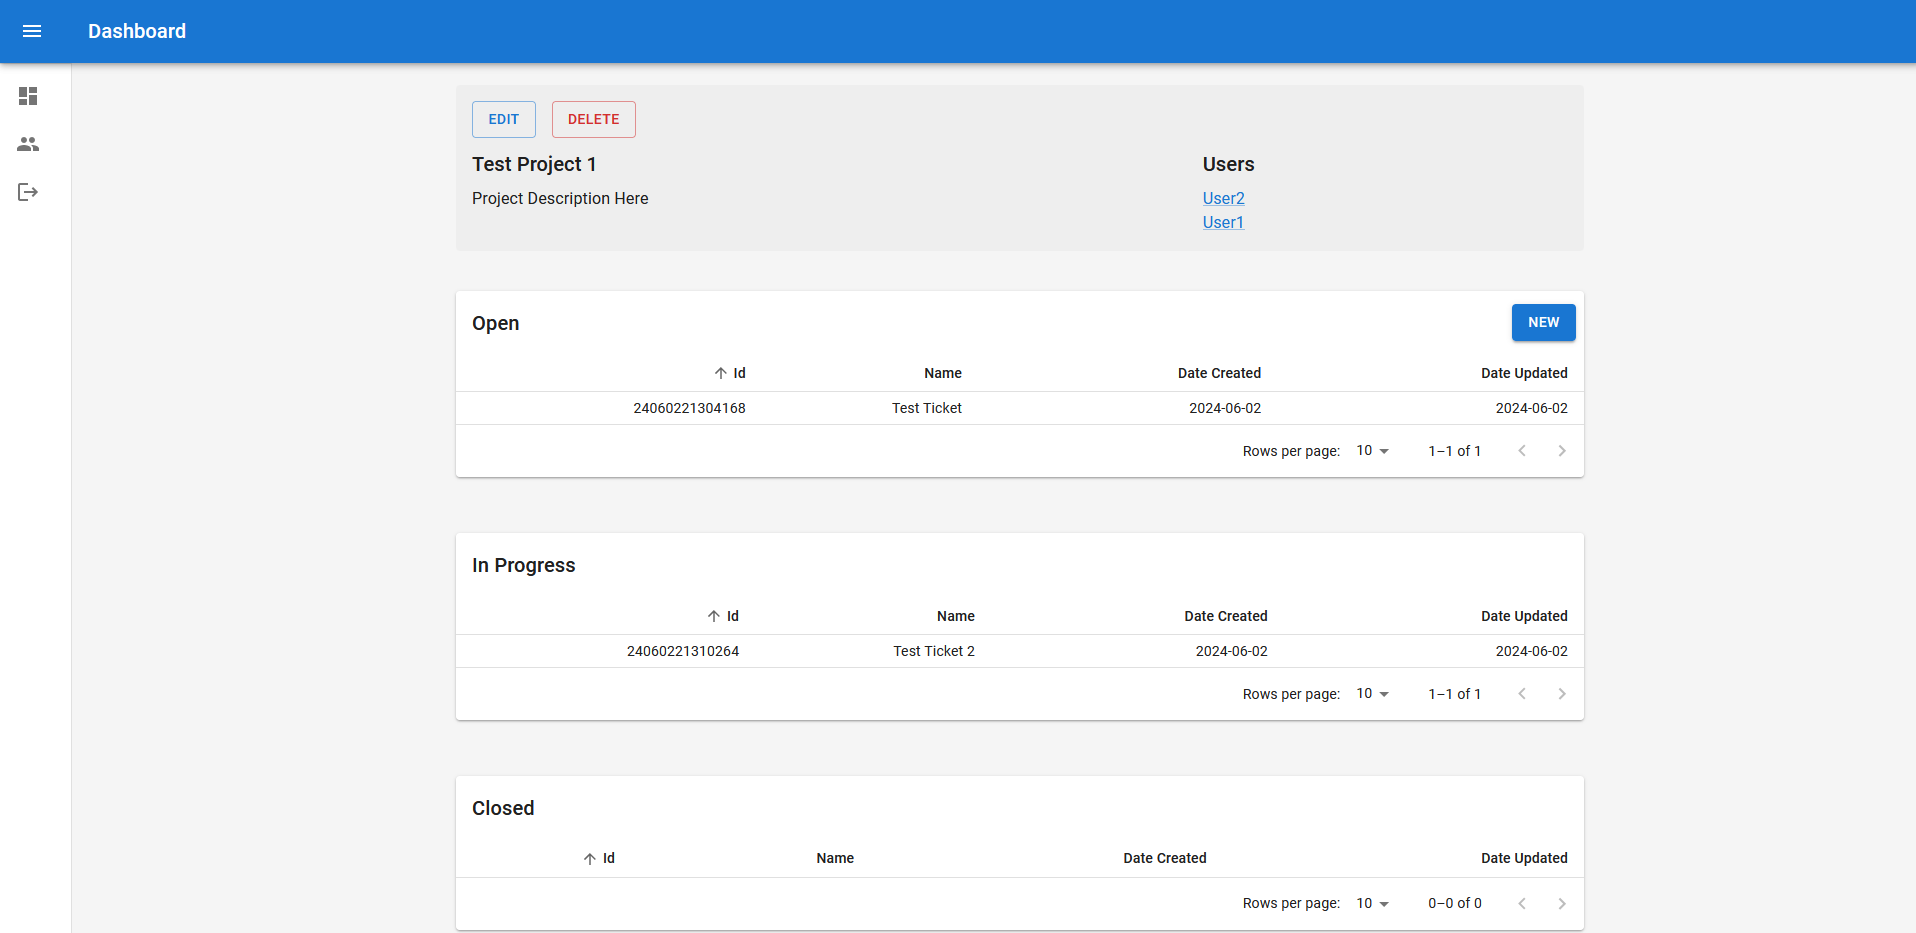 Dashboard
EDIT DELETE
Test Project 1
Project Description Here
Users
User2
User1
Open NEW
Id Name Date Created Date Updated
24060221304168 Test Ticket 2024-06-02 2024-06-02
Rows per page: 10 1–1 of 1
In Progress
Id Name Date Created Date Updated
24060221310264 Test Ticket 2 2024-06-02 2024-06-02
Rows per page: 10 1–1 of 1
Closed
Id Name Date Created Date Updated
Rows per page: 10 0–0 of 0